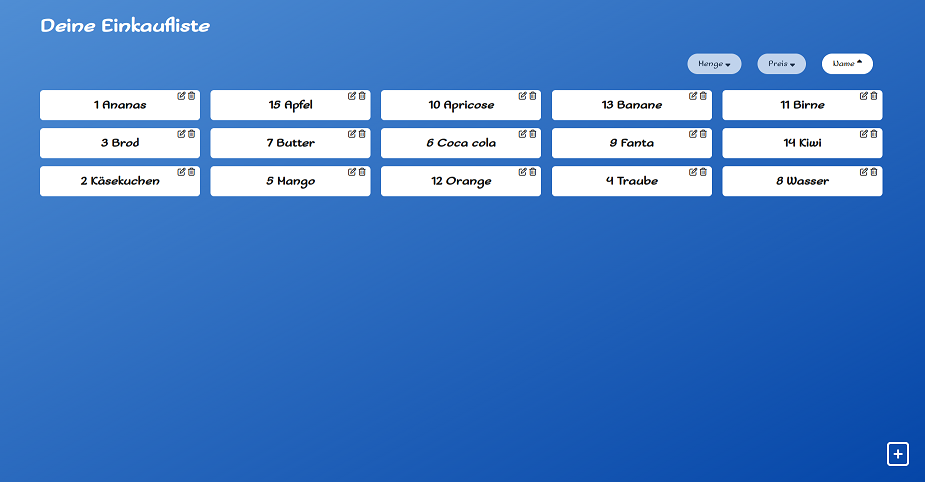 Deine Einkaufliste
Menge Preis Name
1 Ananas 15 Apfel 10 Apricose 13 Banane 11 Birne
3 Brod 7 Butter 6 Coca cola 9 Fanta 14 Kiwi
2 Käsekuchen 5 Mango 12 Orange 4 Traube 8 Wasser